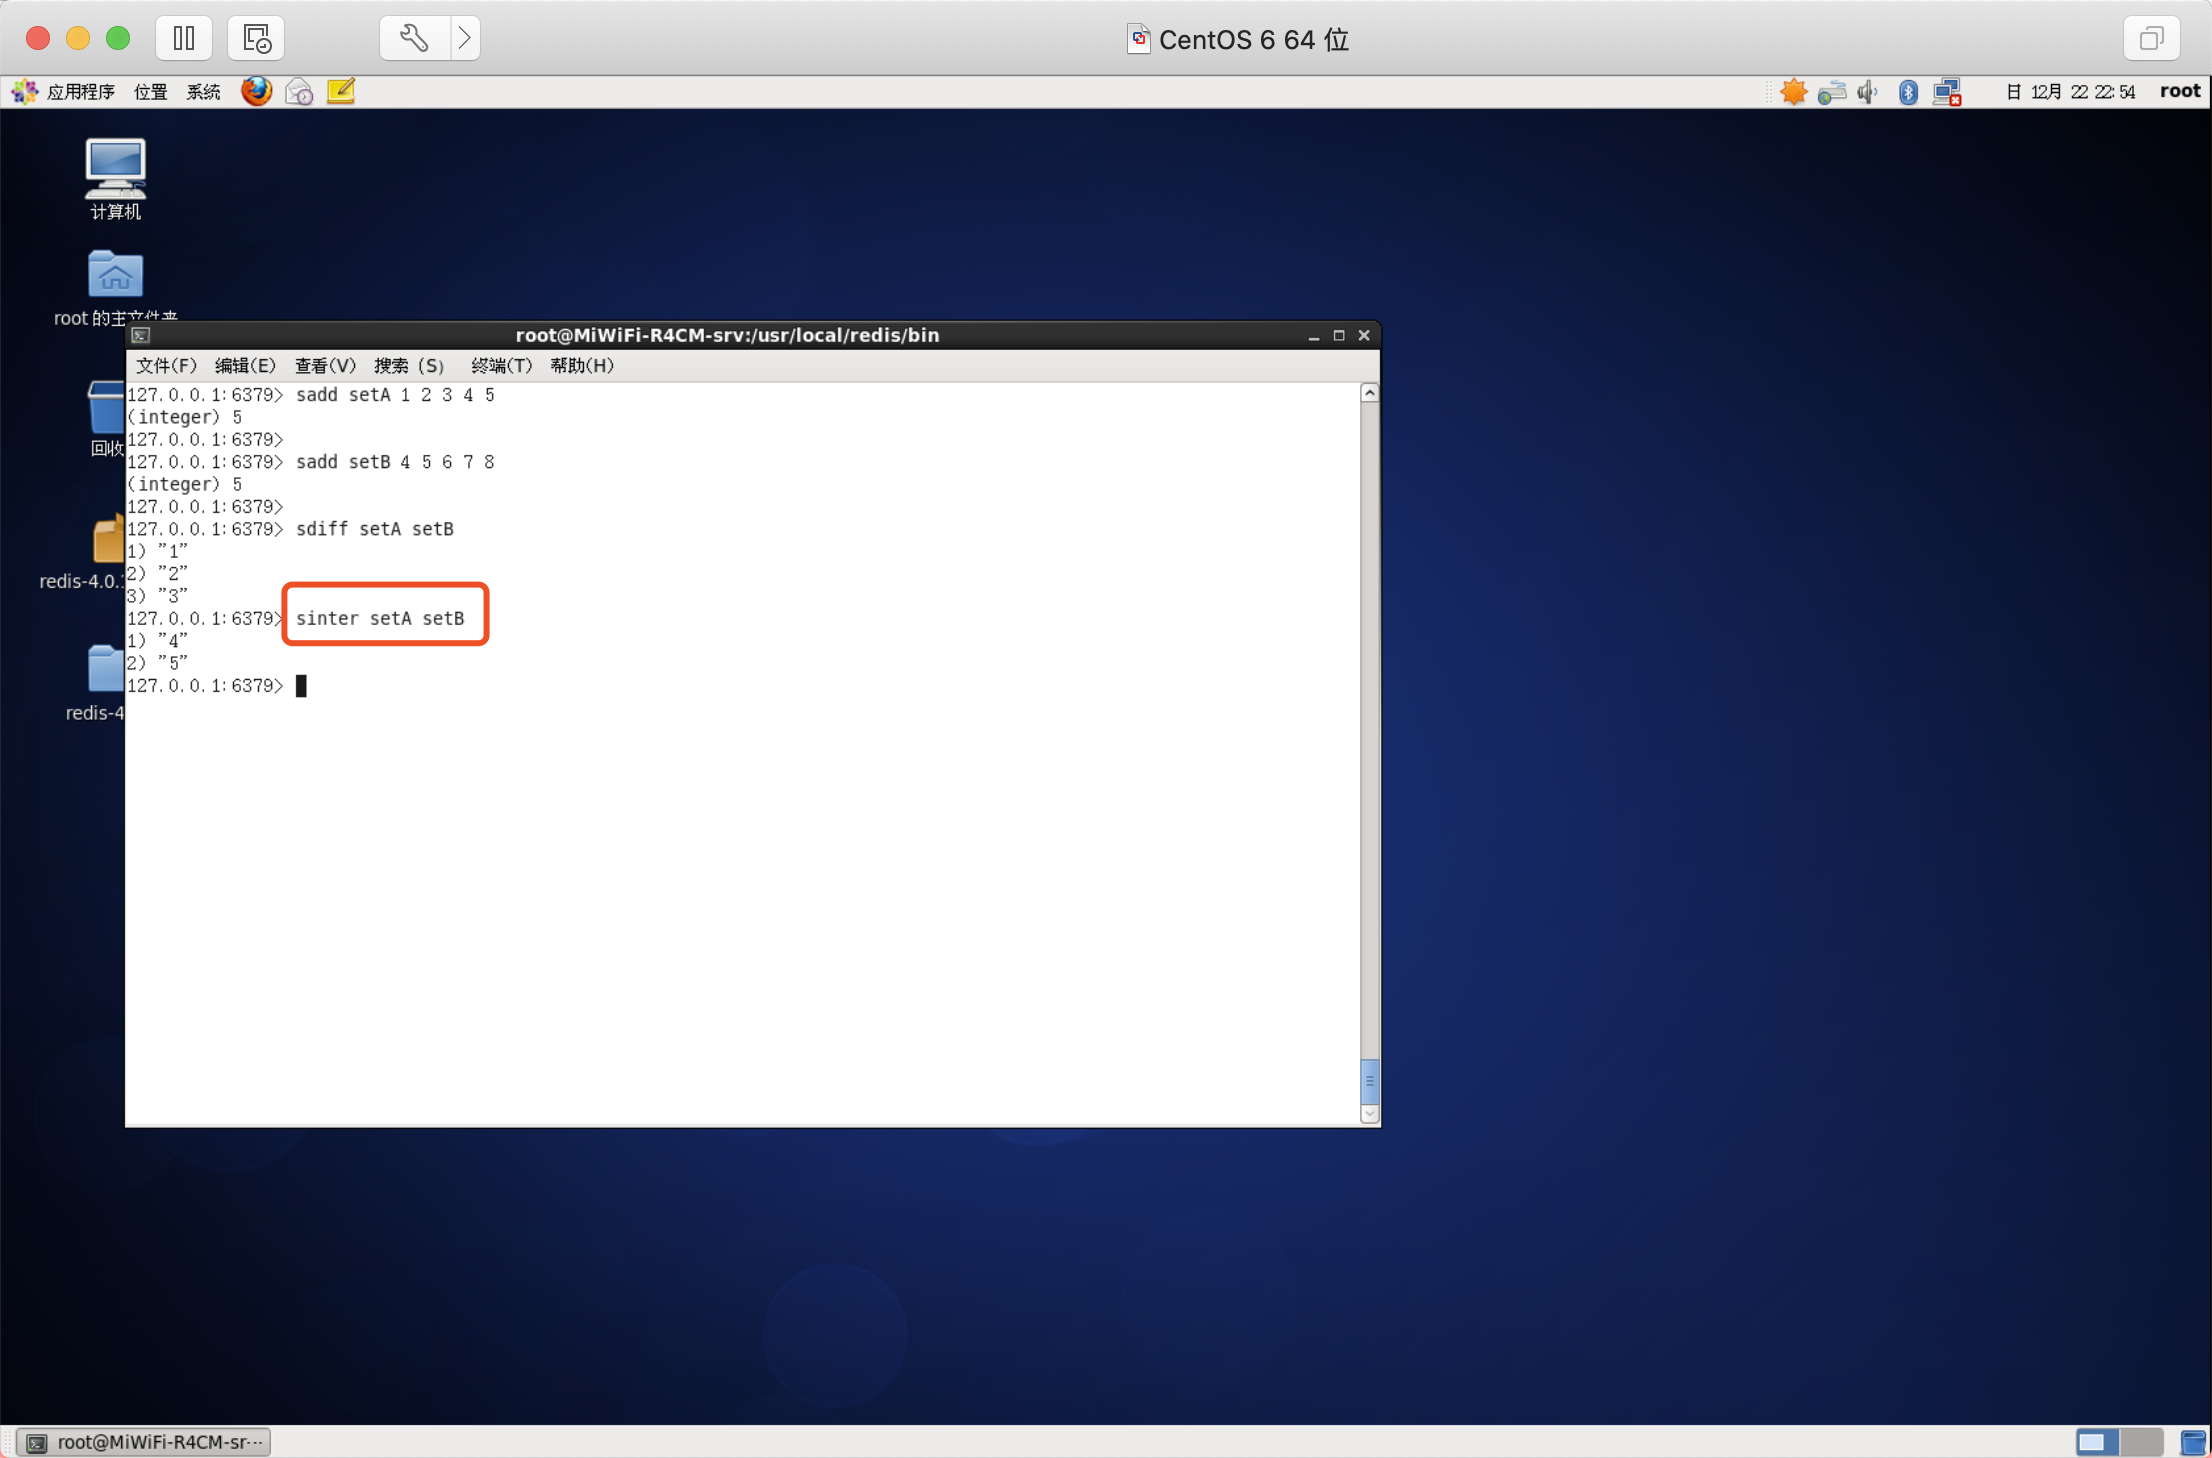 CentOS 6 64 位
应用程序 位置 系统
日 12月 22 22:54 root
计算机
root 的主文件夹
root@MiWiFi-R4CM-srv:/usr/local/redis/bin
文件(F) 编辑(E) 查看(V) 搜索 (S) 终端(T) 帮助(H)
127.0.0.1:6379> sadd setA 1 2 3 4 5
(integer) 5
127.0.0.1:6379>
127.0.0.1:6379> sadd setB 4 5 6 7 8
(integer) 5
127.0.0.1:6379>
127.0.0.1:6379> sdiff setA setB
1) "1"
2) "2"
3) "3"
127.0.0.1:6379> sinter setA setB
1) "4"
2) "5"
127.0.0.1:6379>
回收
redis-4.0.
redis-4
root@MiWiFi-R4CM-sr···